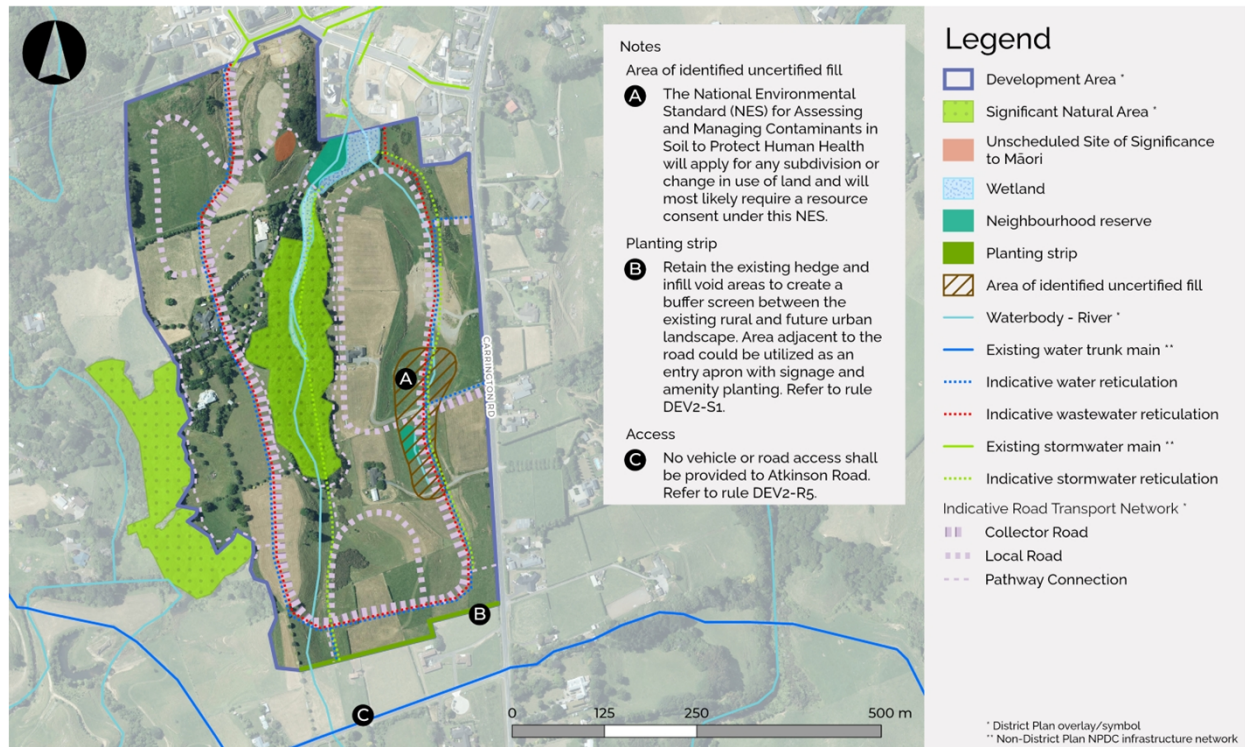 Notes
Area of identified uncertified fill
A
The National Environmental
Standard (NES) for Assessing
and Managing Contaminants in
Soil to Protect Human Health
will apply for any subdivision or
change in use of land and will
most likely require a resource
consent under this NES.
Planting strip
B
Retain the existing hedge and
infill void areas to create a
buffer screen between the
existing rural and future urban
landscape. Area adjacent to the
road could be utilized as an
entry apron with signage and
amenity planting. Refer to rule
DEV2-S1.
Access
C
No vehicle or road access shall
be provided to Atkinson Road.
Refer to rule DEV2-R5.
CARRINGTON RD
A
B
C
0 125 250 500 m
Legend
Development Area *
Significant Natural Area *
Unscheduled Site of Significance
to Māori
Wetland
Neighbourhood reserve
Planting strip
Area of identified uncertified fill
Waterbody - River *
Existing water trunk main **
Indicative water reticulation
Indicative wastewater reticulation
Existing stormwater main **
Indicative stormwater reticulation
Indicative Road Transport Network *
Collector Road
Local Road
Pathway Connection
* District Plan overlay/symbol
** Non-District Plan NPDC infrastructure network